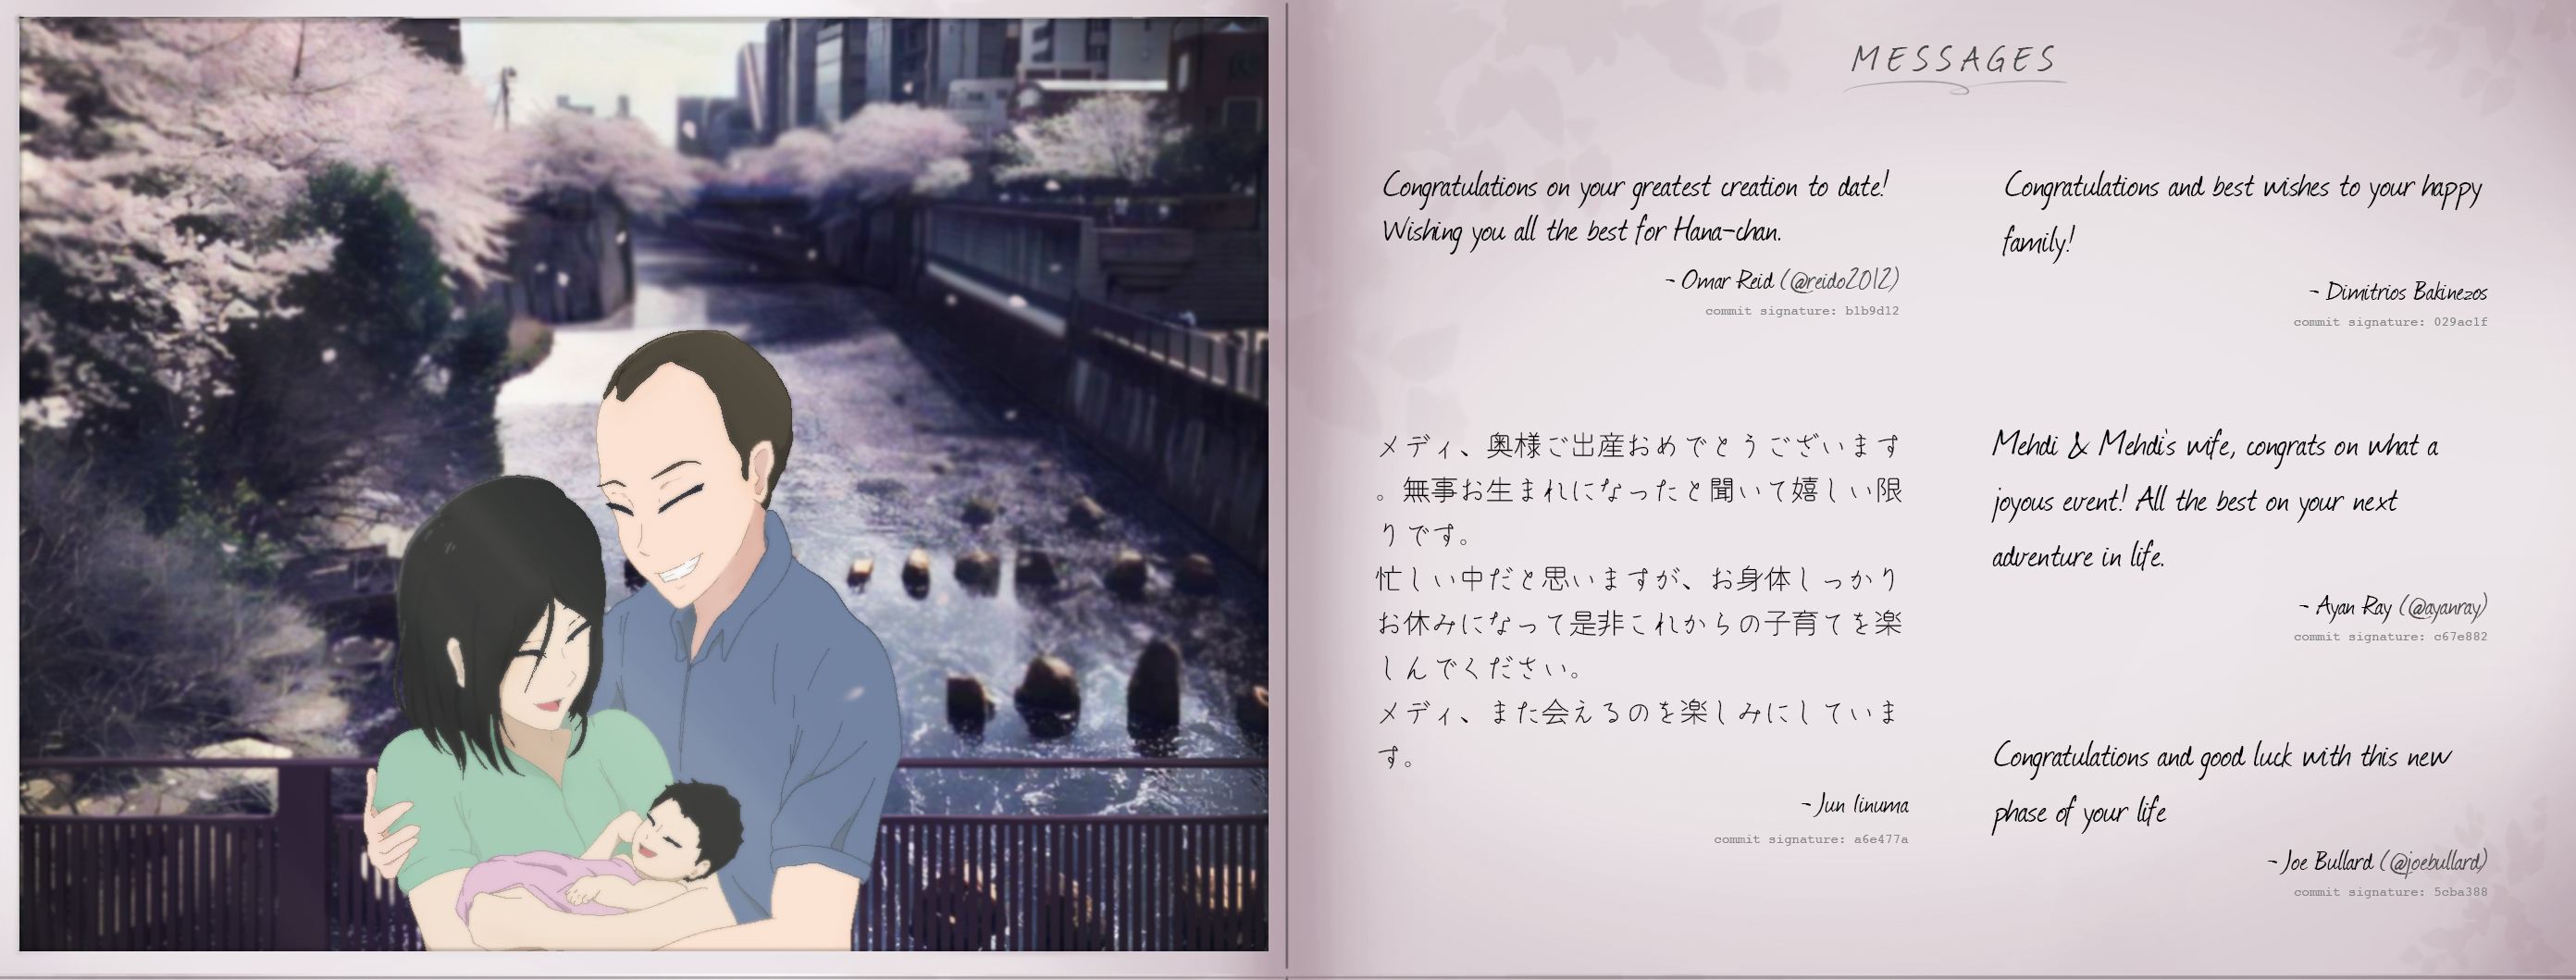 MESSAGES
Congratulations on your greatest creation to date!
Wishing you all the best for Hana-chan.
- Omar Reid (@reido2012)
commit signature: b1b9d12
メディ、奥様ご出産おめでとうございます
。無事お生まれになったと聞いて嬉しい限
りです。
忙しい中だと思いますが、お身体しっかり
お休みになって是非これからの子育てを楽
しんでください。
メディ、また会えるのを楽しみにしていま
す。
- Jun Iinuma
commit signature: a6e477a
Congratulations and best wishes to your happy
family!
- Dimitrios Bakinezos
commit signature: 029ac1f
Mehdi & Mehdi's wife, congrats on what a
joyous event! All the best on your next
adventure in life.
- Ayan Ray (@ayanray)
commit signature: c67e882
Congratulations and good luck with this new
phase of your life
- Joe Bullard (@joebullard)
commit signature: 5cba388